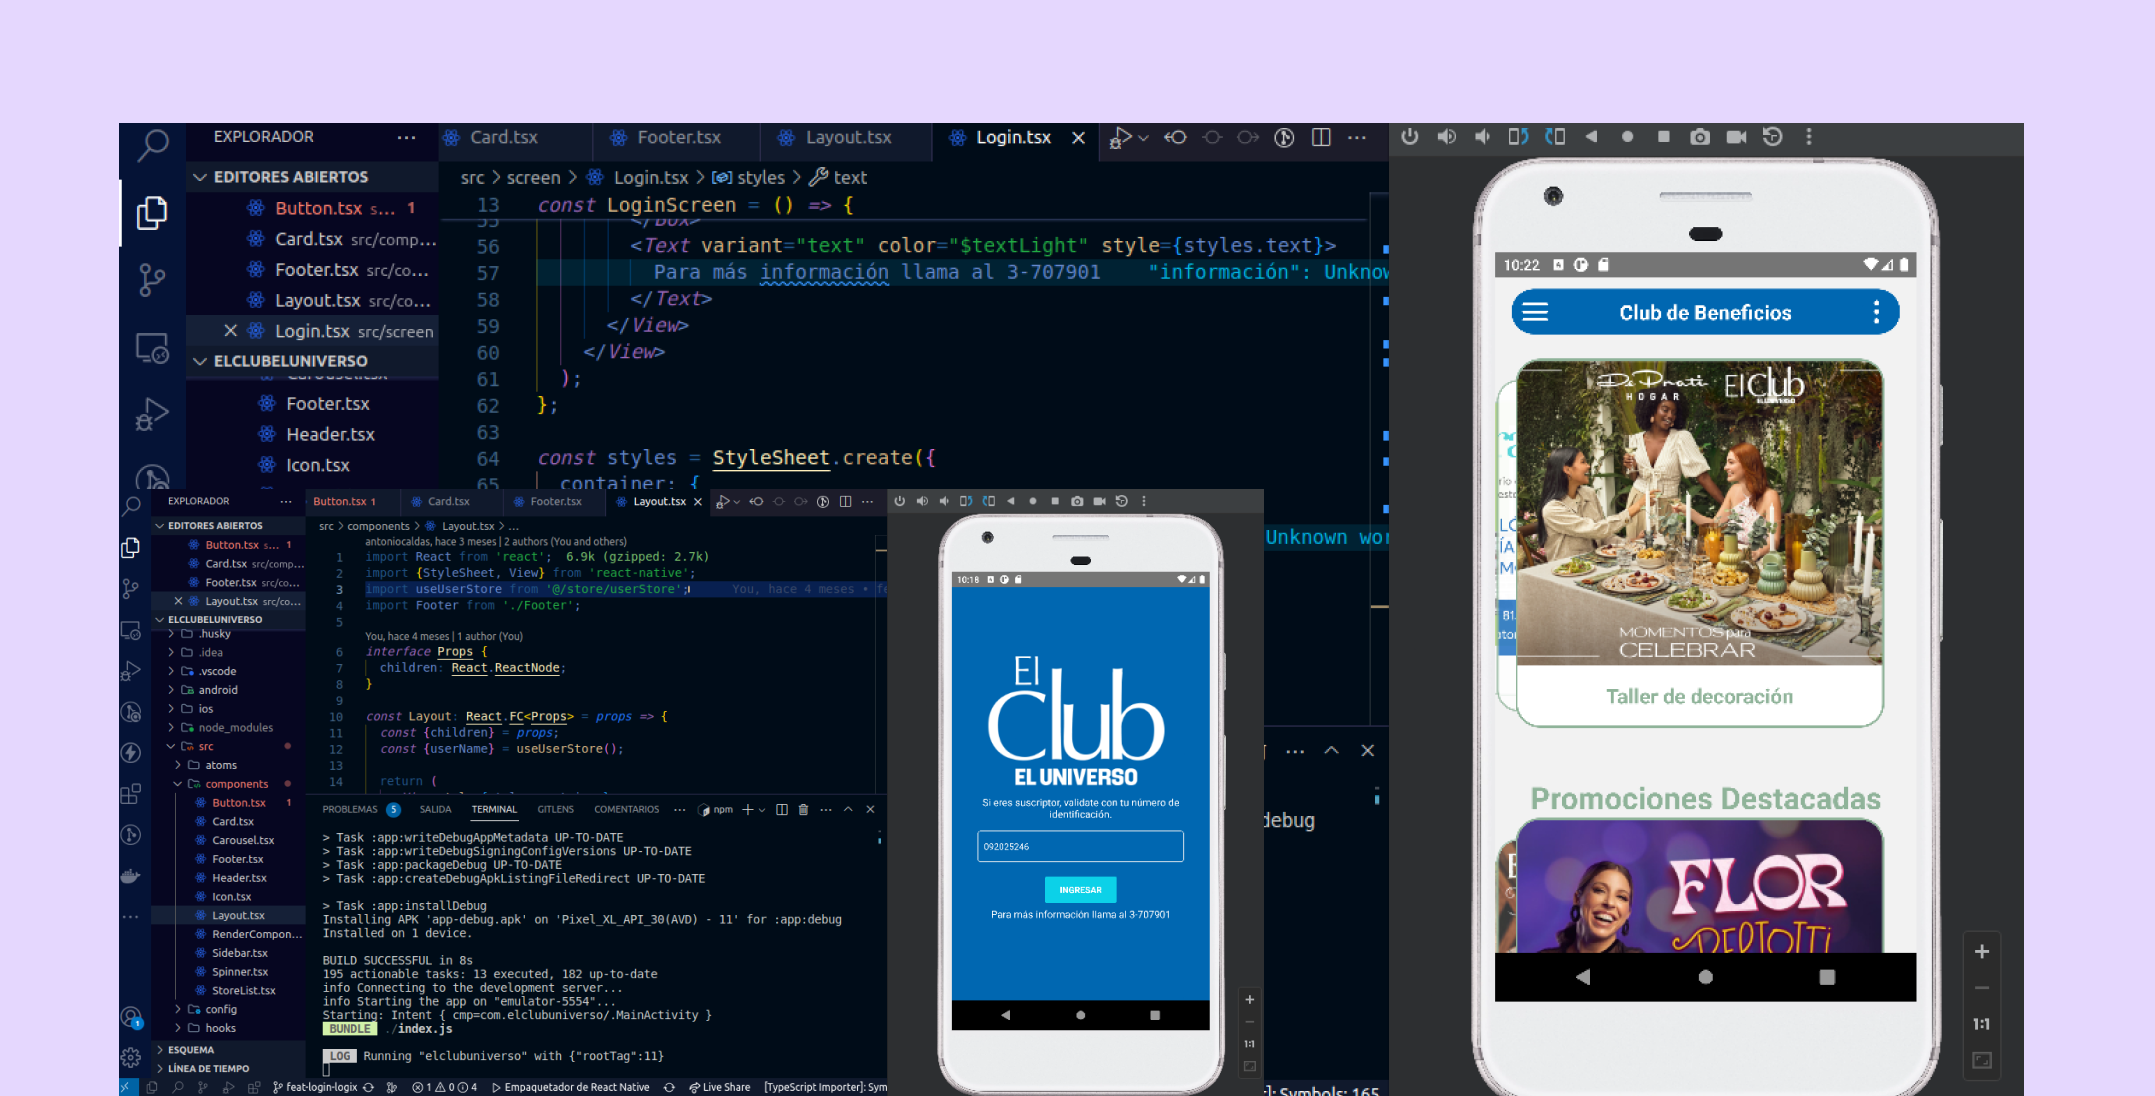 EXPLORADOR ···
Card.tsx Footer.tsx Layout.tsx Login.tsx
EDITORES ABIERTOS
Button.tsx s... 1
Card.tsx src/comp...
Footer.tsx src/co...
Layout.tsx src/co...
Login.tsx src/screen
ELCLUBELUNIVERSO
Footer.tsx
Header.tsx
Icon.tsx
src > screen > Login.tsx > styles > text
13 const LoginScreen = () => {
55 </Box>
56 <Text variant="text" color="$textLight" style={styles.text}>
57 Para más información llama al 3-707901 "información": Unknow
58 </Text>
59 </View>
60 </View>
61 );
62 };
63
64 const styles = StyleSheet.create({
65 container: {
Unknown wor
debug
]: Symbols: 165
EXPLORADOR ···
Button.tsx 1 Card.tsx Footer.tsx Layout.tsx
EDITORES ABIERTOS
Button.tsx s... 1
Card.tsx src/comp...
Footer.tsx src/co...
Layout.tsx src/co...
ELCLUBELUNIVERSO
.husky
.idea
.vscode
android
ios
node_modules
src
atoms
components
Button.tsx 1
Card.tsx
Carousel.tsx
Footer.tsx
Header.tsx
Icon.tsx
Layout.tsx
RenderCompon...
Sidebar.tsx
Spinner.tsx
StoreList.tsx
config
hooks
ESQUEMA
LÍNEA DE TIEMPO
src > components > Layout.tsx > ...
antoniocaldas, hace 3 meses | 2 authors (You and others)
1 import React from 'react'; 6.9k (gzipped: 2.7k)
2 import {StyleSheet, View} from 'react-native';
3 import useUserStore from '@/store/userStore'; You, hace 4 meses • fe
4 import Footer from './Footer';
5
You, hace 4 meses | 1 author (You)
6 interface Props {
7 children: React.ReactNode;
8 }
9
10 const Layout: React.FC<Props> = props => {
11 const {children} = props;
12 const {userName} = useUserStore();
13
14 return (
PROBLEMAS 5 SALIDA TERMINAL GITLENS COMENTARIOS ··· npm
> Task :app:writeDebugAppMetadata UP-TO-DATE
> Task :app:writeDebugSigningConfigVersions UP-TO-DATE
> Task :app:packageDebug UP-TO-DATE
> Task :app:createDebugApkListingFileRedirect UP-TO-DATE
> Task :app:installDebug
Installing APK 'app-debug.apk' on 'Pixel_XL_API_30(AVD) - 11' for :app:debug
Installed on 1 device.
BUILD SUCCESSFUL in 8s
195 actionable tasks: 13 executed, 182 up-to-date
info Connecting to the development server...
info Starting the app on "emulator-5554"...
Starting: Intent { cmp=com.elclubuniverso/.MainActivity }
BUNDLE ./index.js
LOG Running "elclubuniverso" with {"rootTag":11}
feat-login-logix 1 0 4 Empaquetador de React Native Live Share [TypeScript Importer]: Sym
10:18
El
Club
EL UNIVERSO
Si eres suscriptor, validate con tu número de
identificación.
092025246
INGRESAR
Para más información llama al 3-707901
1:1
10:22
Club de Beneficios
De Prati El Club
HOGAR EL UNIVERSO
MOMENTOS para
CELEBRAR
Taller de decoración
Promociones Destacadas
FLOR
BERTOTTI
1:1